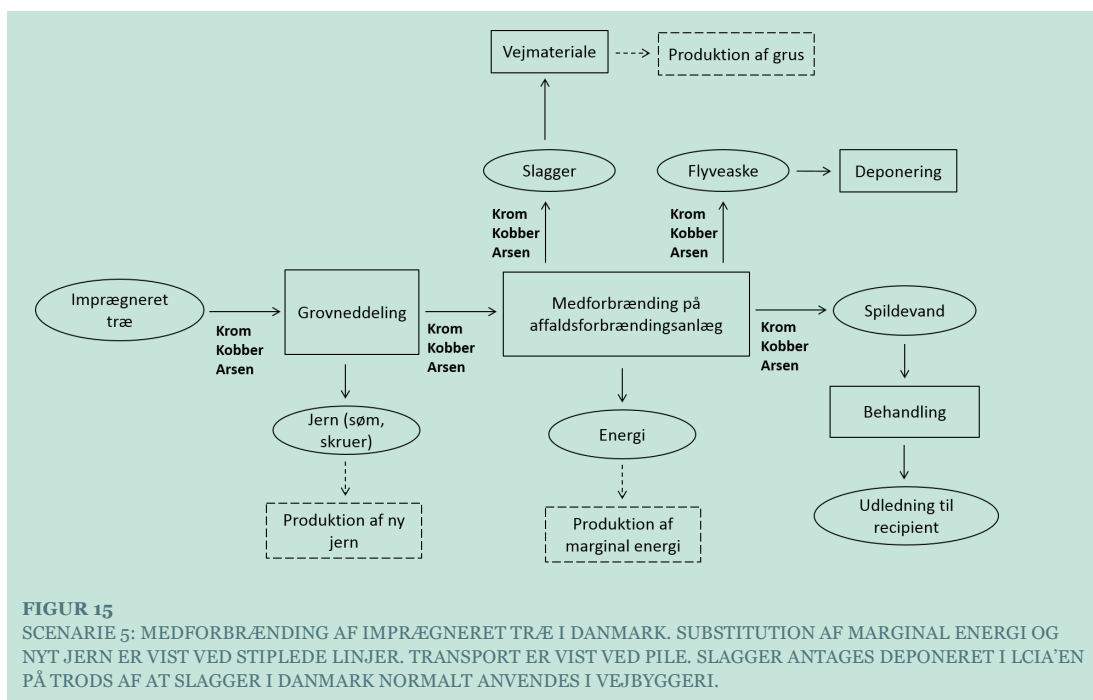 Vejmateriale
Produktion af grus
Slagger
Flyveaske
Deponering
Krom
Kobber
Arsen
Krom
Kobber
Arsen
Imprægneret
træ
Krom
Kobber
Arsen
Grovneddeling
Krom
Kobber
Arsen
Medforbrænding på
affaldsforbrændingsanlæg
Krom
Kobber
Arsen
Spildevand
Behandling
Udledning til
recipient
Jern (søm,
skruer)
Produktion af ny
jern
Energi
Produktion af
marginal energi
FIGUR 15
SCENARIE 5: MEDFORBRÆNDING AF IMPRÆGNERET TRÆ I DANMARK. SUBSTITUTION AF MARGINAL ENERGI OG
NYT JERN ER VIST VED STIPLEDE LINJER. TRANSPORT ER VIST VED PILE. SLAGGER ANTAGES DEPONERET I LCIA'EN
PÅ TRODS AF AT SLAGGER I DANMARK NORMALT ANVENDES I VEJBYGGERI.